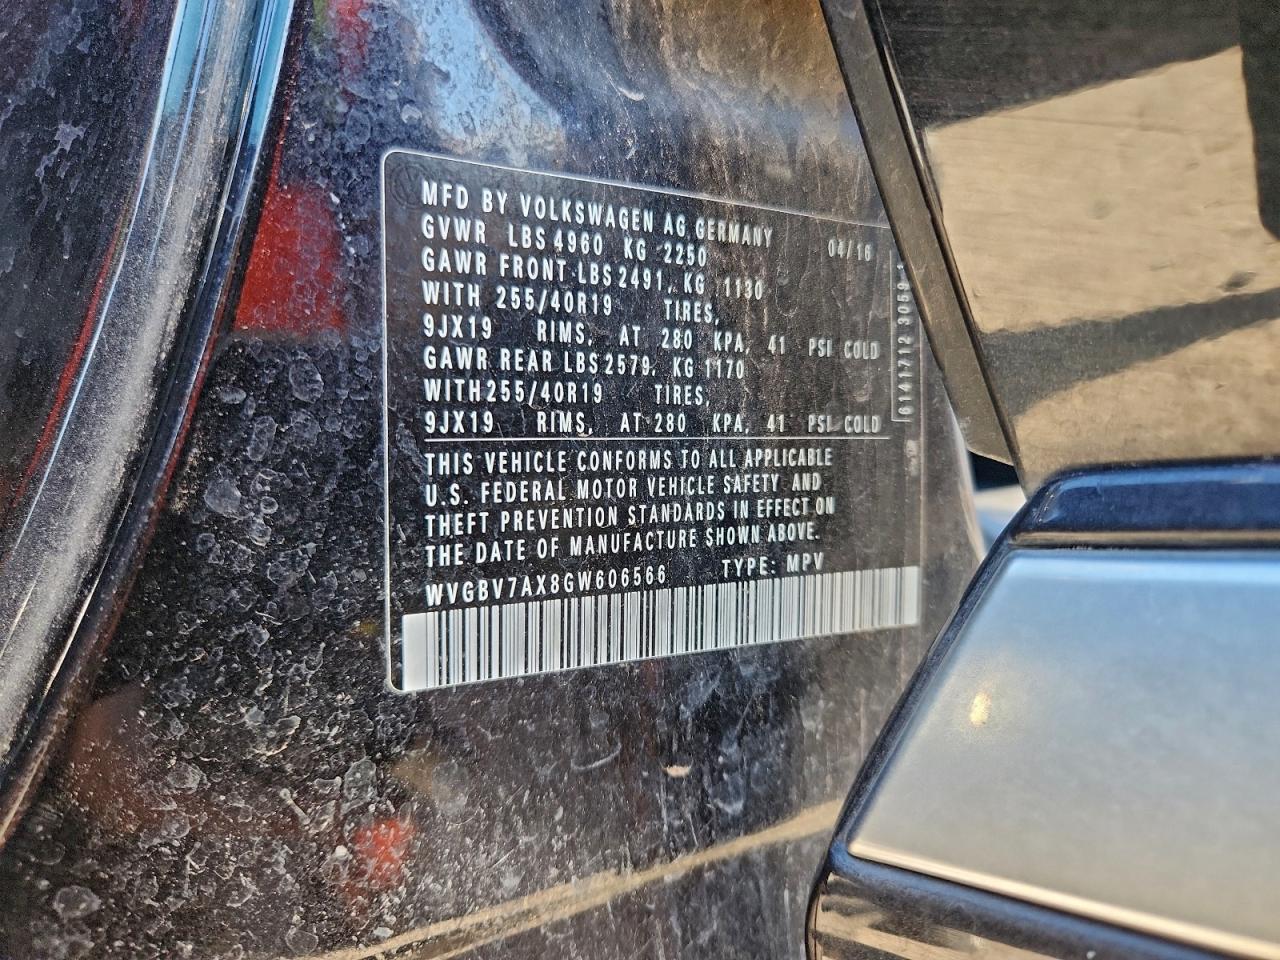 MFD BY VOLKSWAGEN AG, GERMANY 04/16
GVWR LBS 4960 KG 2250
GAWR FRONT LBS 2491, KG 1130
WITH 255/40R19 TIRES,
9JX19 RIMS, AT 280 KPA, 41 PSI COLD
GAWR REAR LBS 2579, KG 1170
WITH 255/40R19 TIRES,
9JX19 RIMS, AT 280 KPA, 41 PSI COLD
THIS VEHICLE CONFORMS TO ALL APPLICABLE
U.S. FEDERAL MOTOR VEHICLE SAFETY AND
THEFT PREVENTION STANDARDS IN EFFECT ON
THE DATE OF MANUFACTURE SHOWN ABOVE.
WVGBV7AX8GW606566 TYPE: MPV
6141712